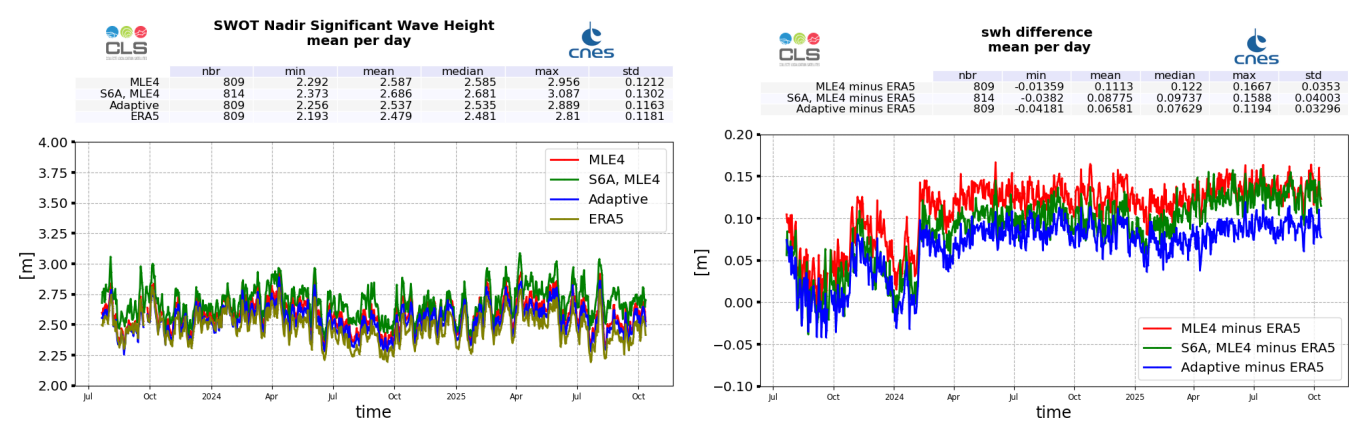 CLS
SWOT Nadir Significant Wave Height
mean per day
cnes
nbr min mean median max std
MLE4 809 2.292 2.587 2.585 2.956 0.1212
S6A, MLE4 814 2.373 2.686 2.681 3.087 0.1302
Adaptive 809 2.256 2.537 2.535 2.889 0.1163
ERA5 809 2.193 2.479 2.481 2.81 0.1181
4.00
3.75
3.50
3.25
3.00
2.75
2.50
2.25
2.00
[m]
MLE4
S6A, MLE4
Adaptive
ERA5
Jul Oct 2024 Apr Jul Oct 2025 Apr Jul Oct
time
CLS
swh difference
mean per day
cnes
nbr min mean median max std
MLE4 minus ERA5 809 -0.01359 0.1113 0.122 0.1667 0.0353
S6A, MLE4 minus ERA5 814 -0.0382 0.08775 0.09737 0.1588 0.04003
Adaptive minus ERA5 809 -0.04181 0.06581 0.07629 0.1194 0.03296
0.20
0.15
0.10
0.05
0.00
−0.05
−0.10
[m]
MLE4 minus ERA5
S6A, MLE4 minus ERA5
Adaptive minus ERA5
Jul Oct 2024 Apr Jul Oct 2025 Apr Jul Oct
time